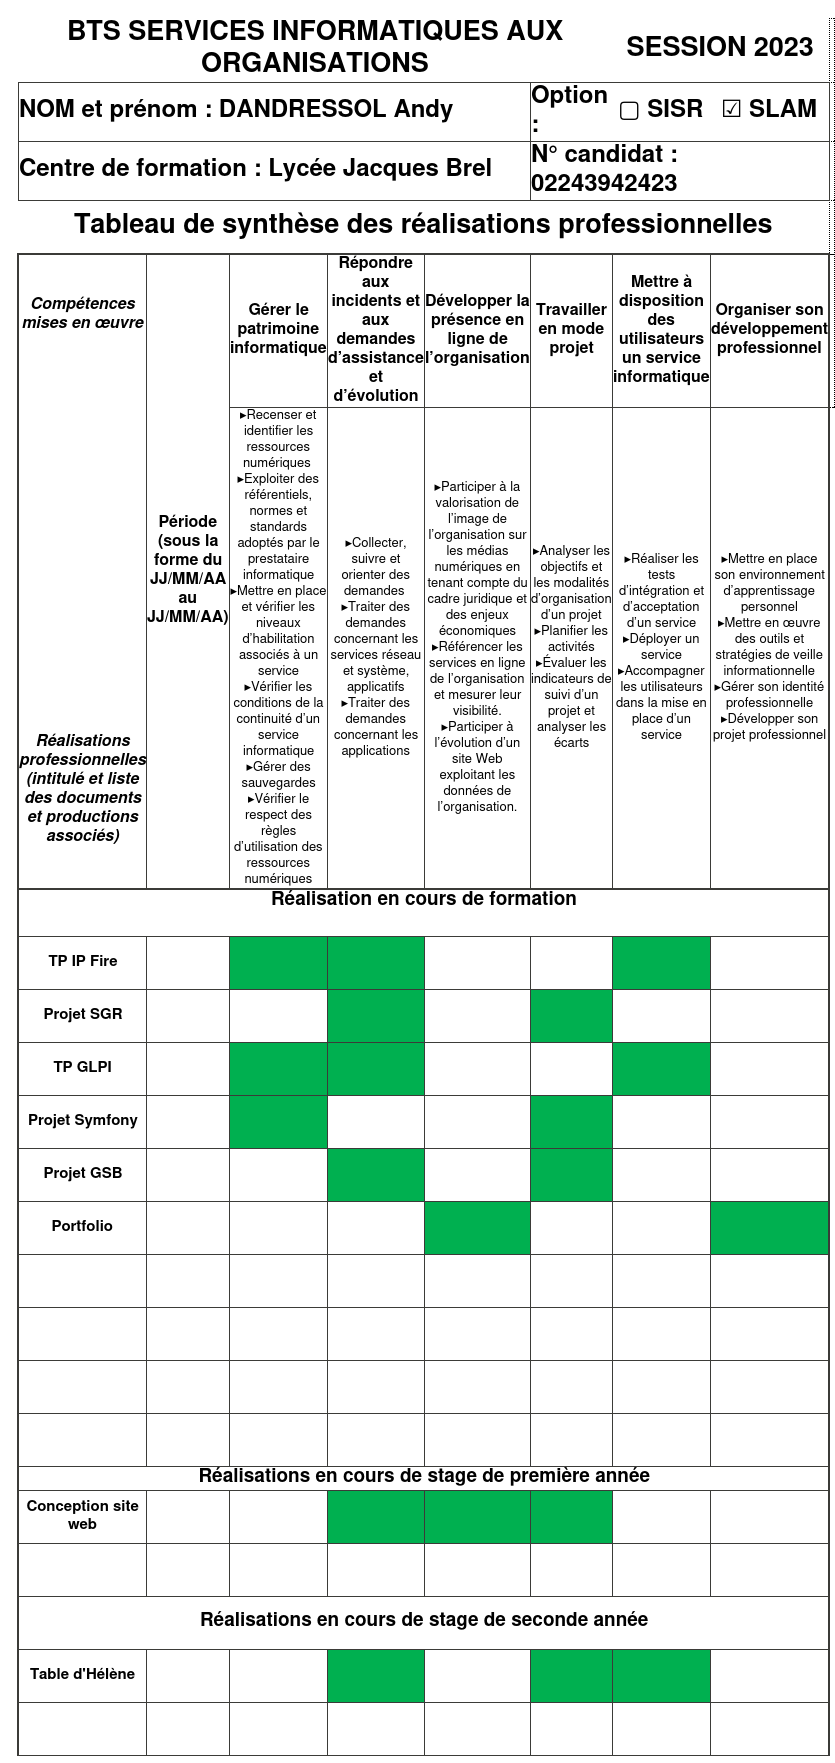 BTS SERVICES INFORMATIQUES AUX
ORGANISATIONS
SESSION 2023
NOM et prénom : DANDRESSOL Andy
Option
:
▢ SISR ☑ SLAM
Centre de formation : Lycée Jacques Brel
N° candidat :
02243942423
Tableau de synthèse des réalisations professionnelles
Compétences
mises en œuvre
Réalisations
professionnelles
(intitulé et liste
des documents
et productions
associés)
Période
(sous la
forme du
JJ/MM/AA
au
JJ/MM/AA)
Gérer le
patrimoine
informatique
Répondre
aux
incidents et
aux
demandes
d’assistance
et
d’évolution
Développer la
présence en
ligne de
l’organisation
Travailler
en mode
projet
Mettre à
disposition
des
utilisateurs
un service
informatique
Organiser son
développement
professionnel
▸Recenser et
identifier les
ressources
numériques
▸Exploiter des
référentiels,
normes et
standards
adoptés par le
prestataire
informatique
▸Mettre en place
et vérifier les
niveaux
d’habilitation
associés à un
service
▸Vérifier les
conditions de la
continuité d’un
service
informatique
▸Gérer des
sauvegardes
▸Vérifier le
respect des
règles
d’utilisation des
ressources
numériques
▸Collecter,
suivre et
orienter des
demandes
▸Traiter des
demandes
concernant les
services réseau
et système,
applicatifs
▸Traiter des
demandes
concernant les
applications
▸Participer à la
valorisation de
l’image de
l’organisation sur
les médias
numériques en
tenant compte du
cadre juridique et
des enjeux
économiques
▸Référencer les
services en ligne
de l’organisation
et mesurer leur
visibilité.
▸Participer à
l’évolution d’un
site Web
exploitant les
données de
l’organisation.
▸Analyser les
objectifs et
les modalités
d’organisation
d’un projet
▸Planifier les
activités
▸Évaluer les
indicateurs de
suivi d’un
projet et
analyser les
écarts
▸Réaliser les
tests
d’intégration et
d’acceptation
d’un service
▸Déployer un
service
▸Accompagner
les utilisateurs
dans la mise en
place d’un
service
▸Mettre en place
son environnement
d’apprentissage
personnel
▸Mettre en œuvre
des outils et
stratégies de veille
informationnelle
▸Gérer son identité
professionnelle
▸Développer son
projet professionnel
Réalisation en cours de formation
TP IP Fire
Projet SGR
TP GLPI
Projet Symfony
Projet GSB
Portfolio
Réalisations en cours de stage de première année
Conception site
web
Réalisations en cours de stage de seconde année
Table d'Hélène